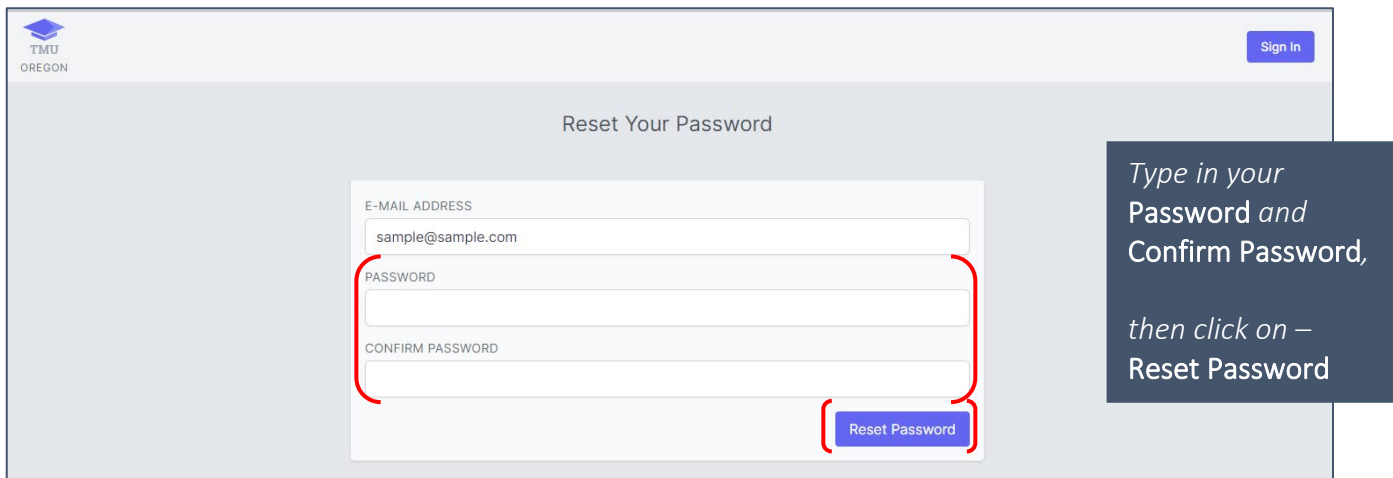 TMU
OREGON
Sign In
Reset Your Password
E-MAIL ADDRESS
sample@sample.com
PASSWORD
CONFIRM PASSWORD
Reset Password
Type in your
Password and
Confirm Password,
then click on –
Reset Password